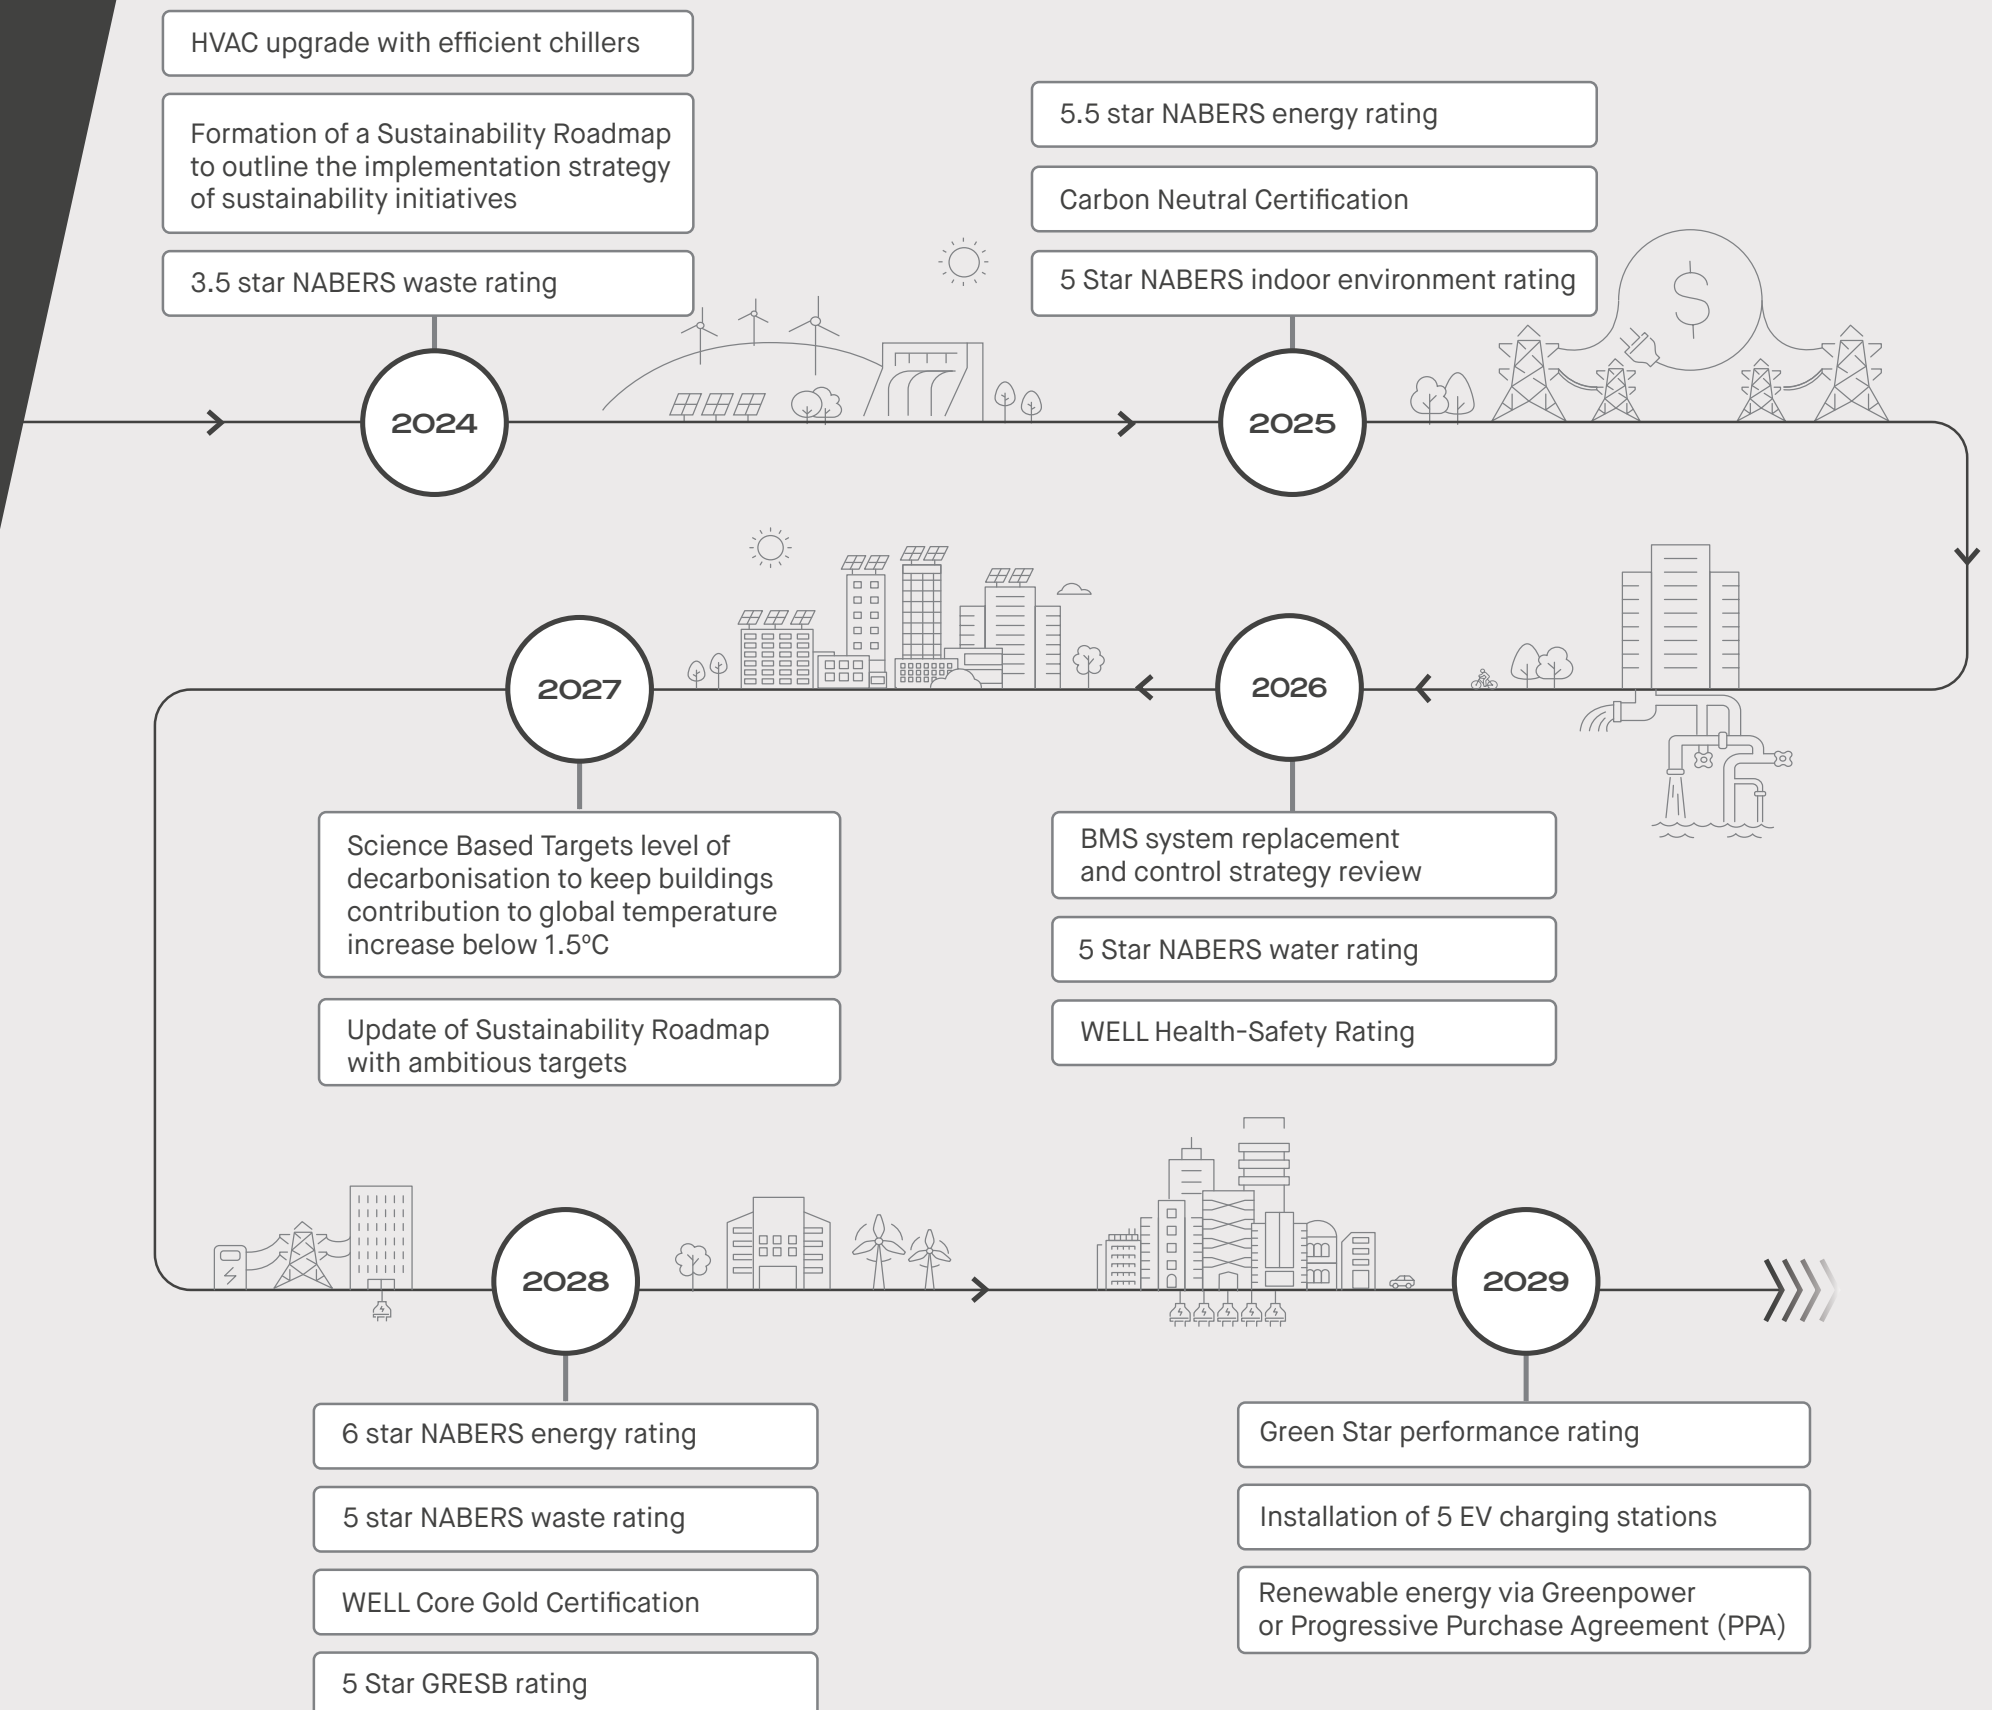 HVAC upgrade with efficient chillers
Formation of a Sustainability Roadmap
to outline the implementation strategy
of sustainability initiatives
3.5 star NABERS waste rating
2024
5.5 star NABERS energy rating
Carbon Neutral Certification
5 Star NABERS indoor environment rating
$
2025
2026
BMS system replacement
and control strategy review
5 Star NABERS water rating
WELL Health-Safety Rating
2027
Science Based Targets level of
decarbonisation to keep buildings
contribution to global temperature
increase below 1.5ºC
Update of Sustainability Roadmap
with ambitious targets
2028
6 star NABERS energy rating
5 star NABERS waste rating
WELL Core Gold Certification
5 Star GRESB rating
2029
Green Star performance rating
Installation of 5 EV charging stations
Renewable energy via Greenpower
or Progressive Purchase Agreement (PPA)